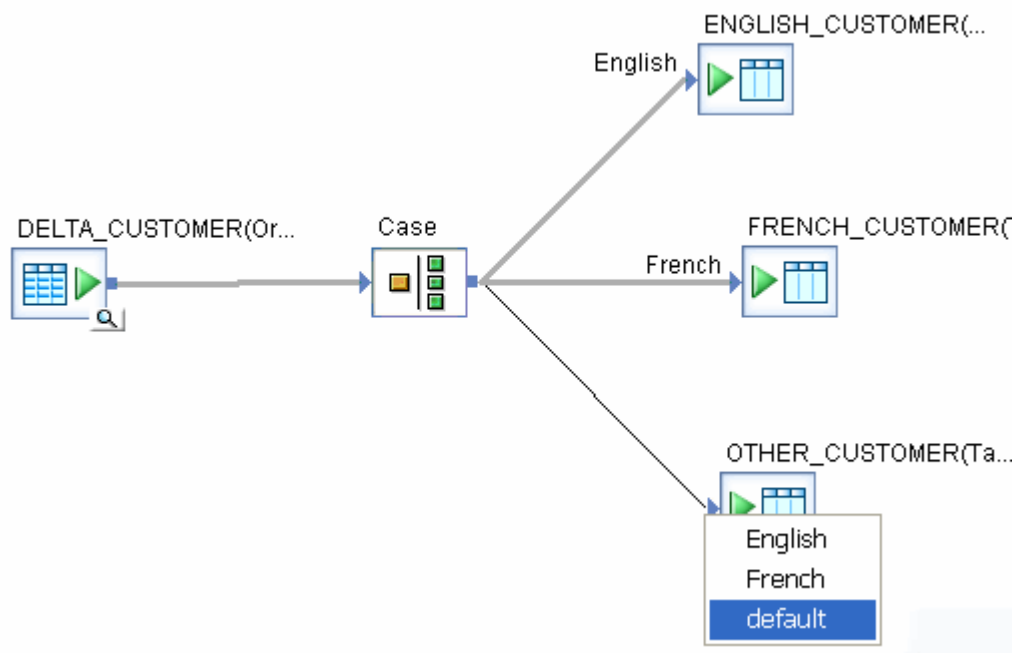 ENGLISH_CUSTOMER(...
English
DELTA_CUSTOMER(Or...
Case
FRENCH_CUSTOMER(
French
OTHER_CUSTOMER(Ta...
English
French
default